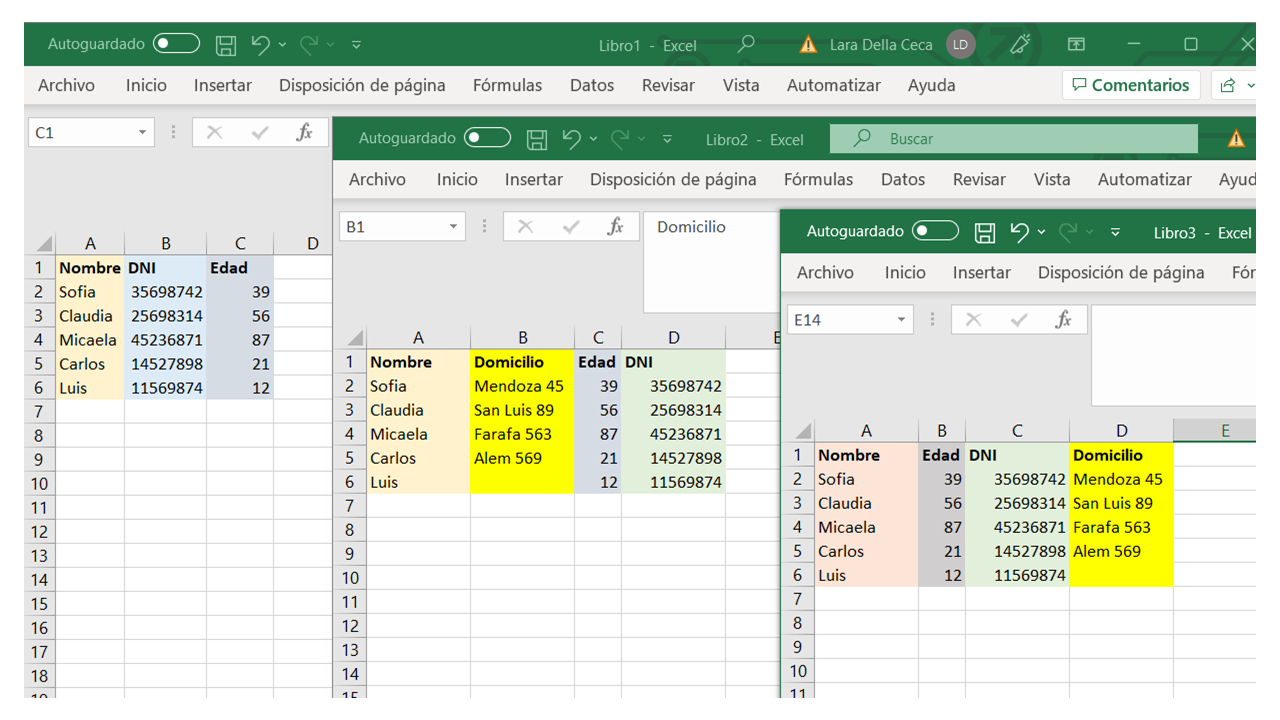 Autoguardado Libro1 - Excel Lara Della Ceca LD
Archivo Inicio Insertar Disposición de página Fórmulas Datos Revisar Vista Automatizar Ayuda Comentarios
C1 fx
A B C D
1 Nombre DNI Edad
2 Sofia 35698742 39
3 Claudia 25698314 56
4 Micaela 45236871 87
5 Carlos 14527898 21
6 Luis 11569874 12
7
8
9
10
11
12
13
14
15
16
17
18
19
Autoguardado Libro2 - Excel Buscar
Archivo Inicio Insertar Disposición de página Fórmulas Datos Revisar Vista Automatizar Ayud
B1 fx Domicilio
A B C D E
1 Nombre Domicilio Edad DNI
2 Sofia Mendoza 45 39 35698742
3 Claudia San Luis 89 56 25698314
4 Micaela Farafa 563 87 45236871
5 Carlos Alem 569 21 14527898
6 Luis 12 11569874
7
8
9
10
11
12
13
14
15
Autoguardado Libro3 - Excel
Archivo Inicio Insertar Disposición de página Fór
E14 fx
A B C D E
1 Nombre Edad DNI Domicilio
2 Sofia 39 35698742 Mendoza 45
3 Claudia 56 25698314 San Luis 89
4 Micaela 87 45236871 Farafa 563
5 Carlos 21 14527898 Alem 569
6 Luis 12 11569874
7
8
9
10
11